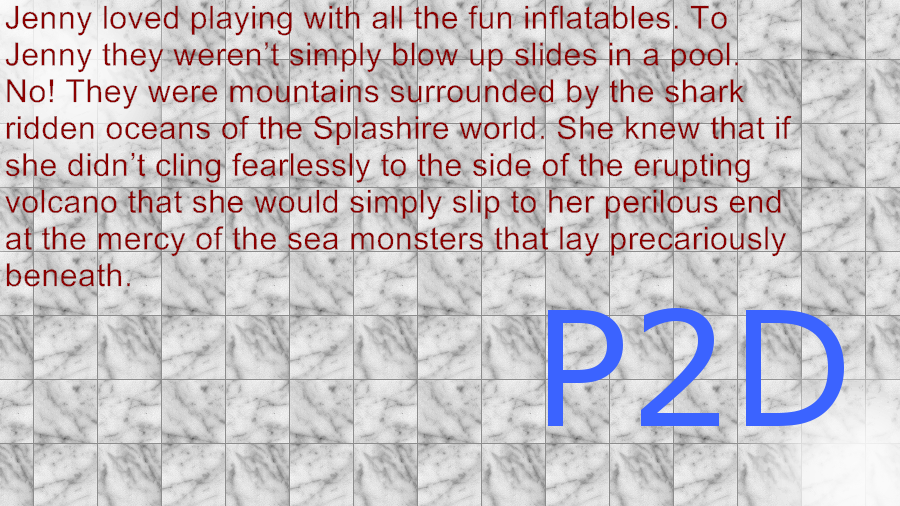 Jenny loved playing with all the fun inflatables. To
Jenny they weren’t simply blow up slides in a pool.
No! They were mountains surrounded by the shark
ridden oceans of the Splashire world. She knew that if
she didn’t cling fearlessly to the side of the erupting
volcano that she would simply slip to her perilous end
at the mercy of the sea monsters that lay precariously
beneath.
P2D